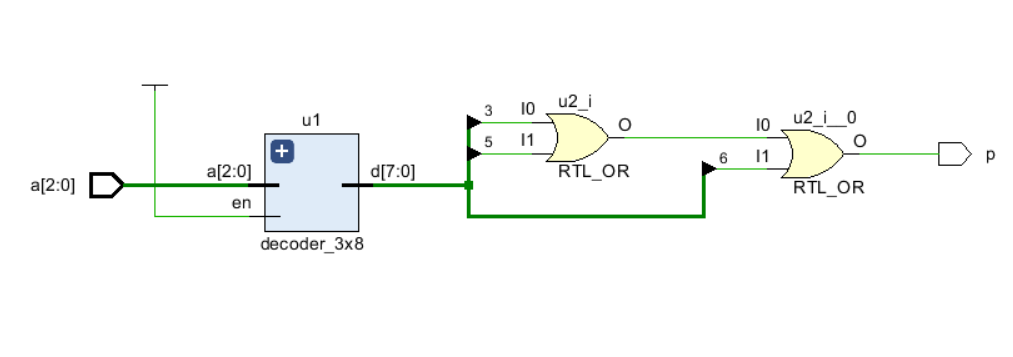 u1
a[2:0]
a[2:0]
en
d[7:0]
decoder_3x8
3
5
I0
I1
u2_i
O
RTL_OR
6
I0
I1
u2_i__0
O
RTL_OR
p